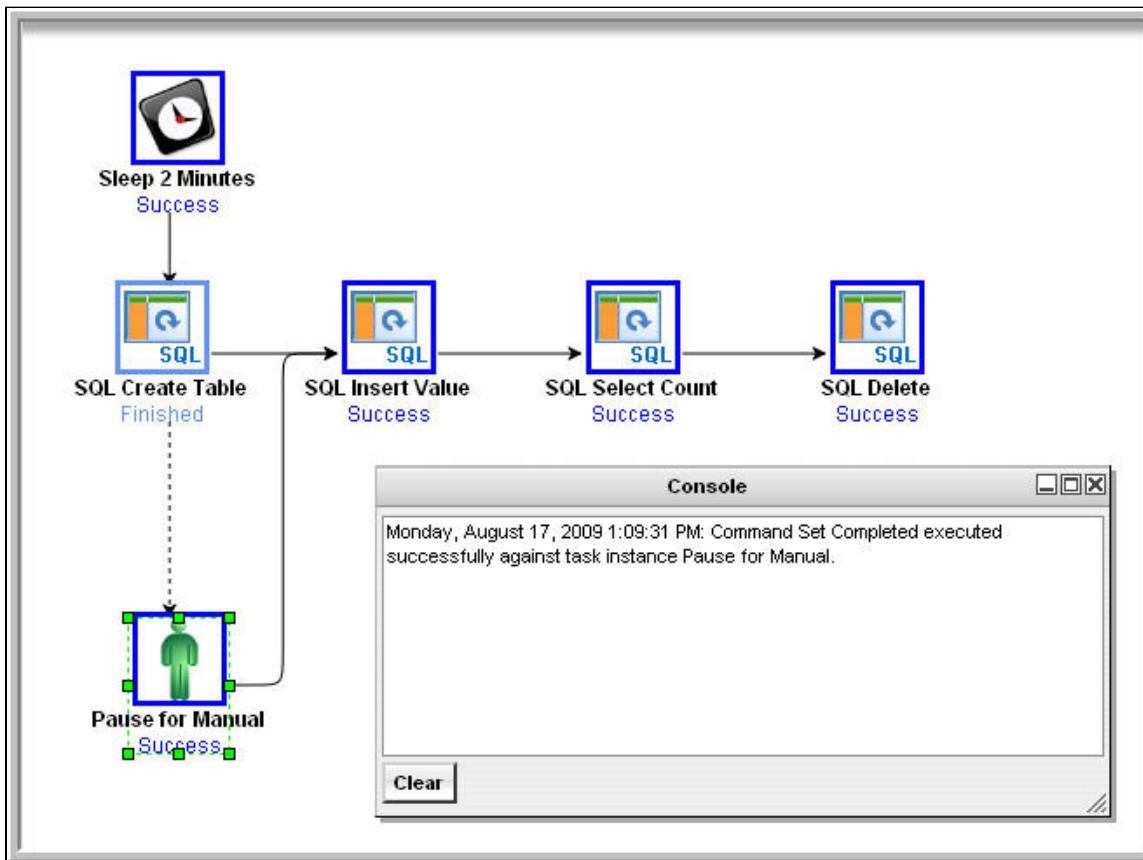 Sleep 2 Minutes
Success
SQL
SQL
SQL
SQL
SQL Create Table
SQL Insert Value
SQL Select Count
SQL Delete
Finished
Success
Success
Success
Console
Monday, August 17, 2009 1:09:31 PM: Command Set Completed executed
successfully against task instance Pause for Manual.
Clear
Pause for Manual
Success